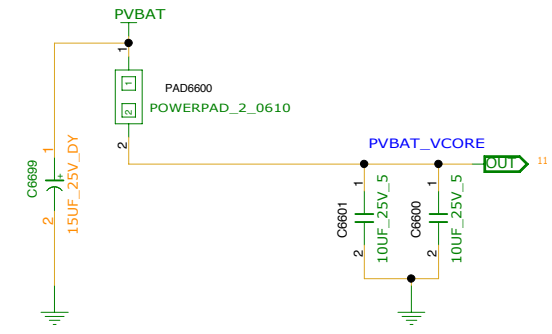 PVBAT
1
1
PAD6600
2
POWERPAD_2_0610
2
PVBAT_VCORE
OUT
11
1
C6699
15UF_25V_DY
2
1
C6601
10UF_25V_5
2
1
C6600
10UF_25V_5
2